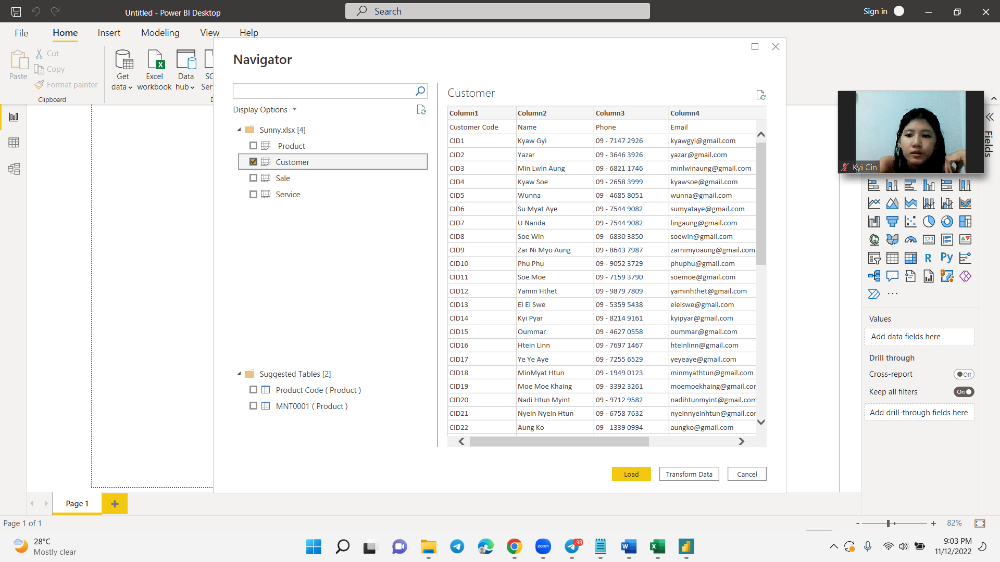 Untitled - Power BI Desktop
Search
Sign in
File
Home
Insert
Modeling
View
Help
Paste
Cut
Copy
Format painter
Clipboard
Get data
Excel workbook
Data hub
Navigator
Display Options
Sunny.xlsx [4]
Product
Customer
Sale
Service
Suggested Tables [2]
Product Code ( Product )
MNT0001 ( Product )
Customer
Column1 Column2 Column3 Column4
Customer Code Name Phone Email
CID1 Kyaw Gyi 09 - 7147 2926 kyawgyi@gmail.com
CID2 Yazar 09 - 3646 3926 yazar@gmail.com
CID3 Min Lwin Aung 09 - 6821 1746 minlwinaung@gmail.com
CID4 Kyaw Soe 09 - 2658 3999 kyawsoe@gmail.com
CID5 Wunna 09 - 4685 8051 wunna@gmail.com
CID6 Su Myat Aye 09 - 7544 9082 sumyataye@gmail.com
CID7 U Nanda 09 - 7544 9082 lingaung@gmail.com
CID8 Soe Win 09 - 6830 3850 soewin@gmail.com
CID9 Zar Ni Myo Aung 09 - 8643 7987 zarnimyoaung@gmail.com
CID10 Phu Phu 09 - 9052 3729 phuphu@gmail.com
CID11 Soe Moe 09 - 7159 3790 soemoe@gmail.com
CID12 Yamin Hthet 09 - 9879 7809 yaminhthet@gmail.com
CID13 Ei Ei Swe 09 - 5359 5438 eieiswe@gmail.com
CID14 Kyi Pyar 09 - 8214 9161 kyipyar@gmail.com
CID15 Oummar 09 - 4627 0558 oummar@gmail.com
CID16 Htein Linn 09 - 7697 1467 hteinlinn@gmail.com
CID17 Ye Ye Aye 09 - 7255 6529 yeyeaye@gmail.com
CID18 MinMyat Htun 09 - 1949 0123 minmyathtun@gmail.com
CID19 Moe Moe Khaing 09 - 3392 3261 moemoekhaing@gmail.cor
CID20 Nadi Htun Myint 09 - 9712 9582 nadihtunmyint@gmail.com
CID21 Nyein Nyein Htun 09 - 6758 7632 nyeinnyeinhtun@gmail.cor
CID22 Aung Ko 09 - 1339 0994 aungko@gmail.com
Load
Transform Data
Cancel
Kyi Cin
Fields
123
R
Py
Values
Add data fields here
Drill through
Cross-report
Off
Keep all filters
On
Add drill-through fields here
Page 1
Page 1 of 1
82%
28°C
Mostly clear
zoom
98
9:03 PM
11/12/2022